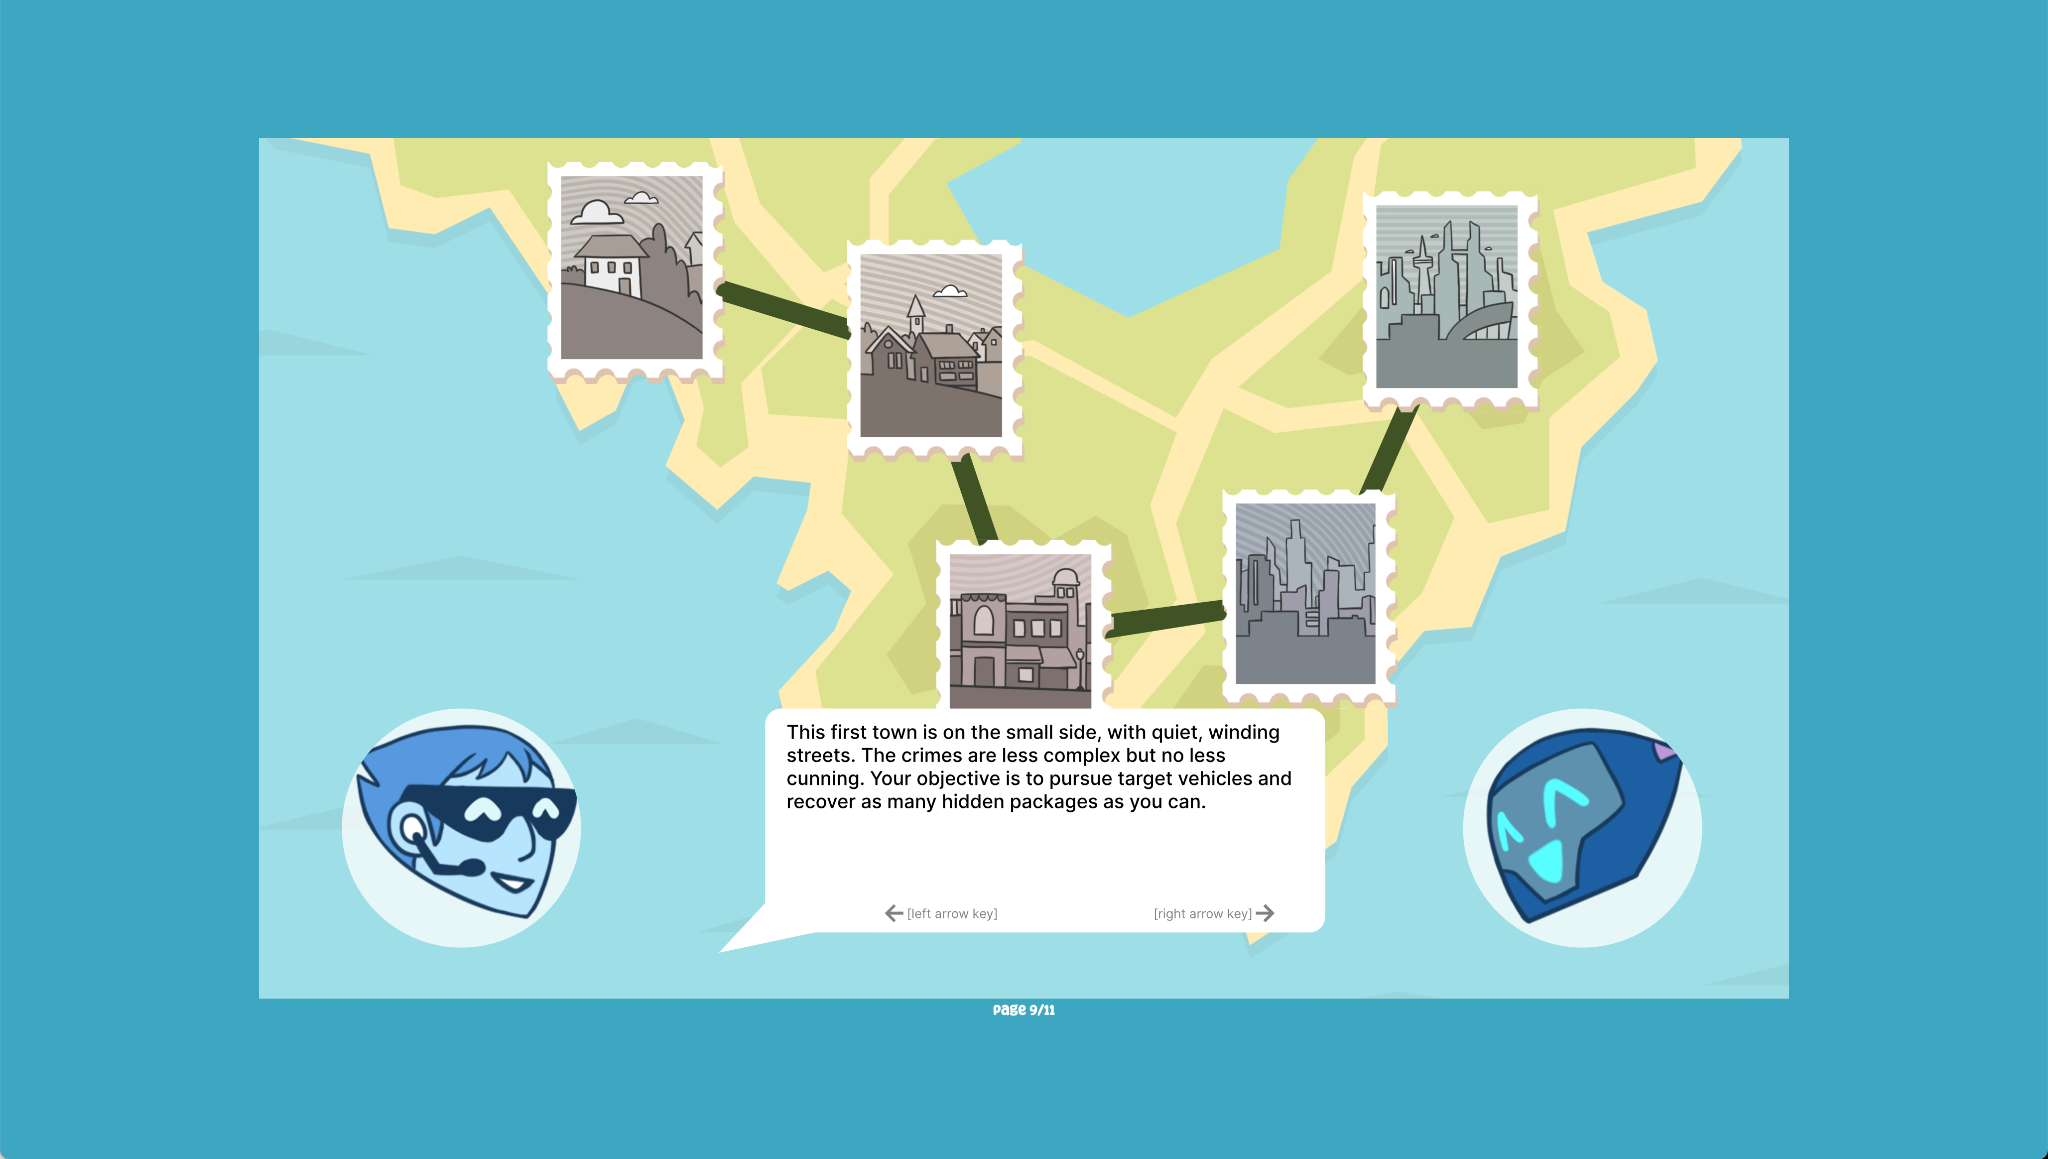 This first town is on the small side, with quiet, winding
streets. The crimes are less complex but no less
cunning. Your objective is to pursue target vehicles and
recover as many hidden packages as you can.
[left arrow key] [right arrow key]
page 9/11